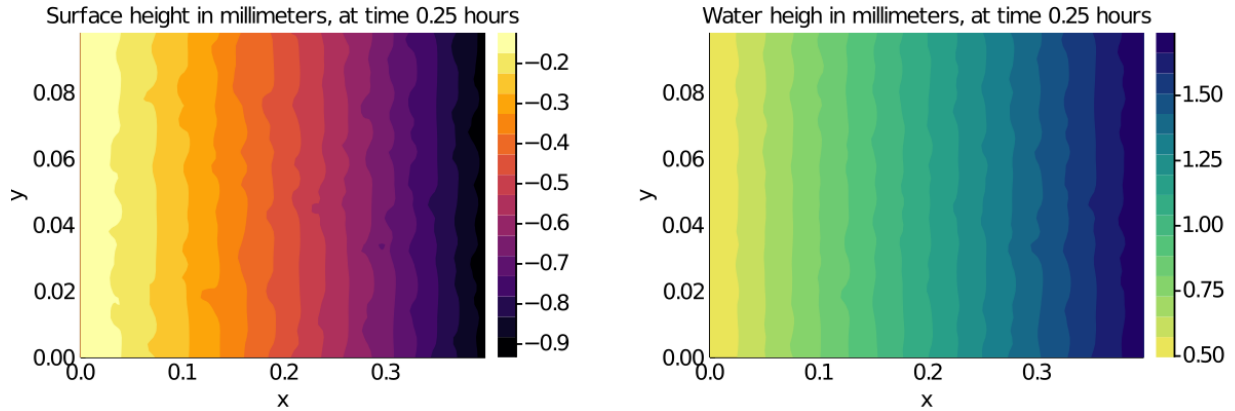 Surface height in millimeters, at time 0.25 hours
0.08
0.06
0.04
0.02
0.00
y
0.0 0.1 0.2 0.3
x
−0.2
−0.3
−0.4
−0.5
−0.6
−0.7
−0.8
−0.9
Water heigh in millimeters, at time 0.25 hours
0.08
0.06
0.04
0.02
0.00
y
0.0 0.1 0.2 0.3
x
1.50
1.25
1.00
0.75
0.50